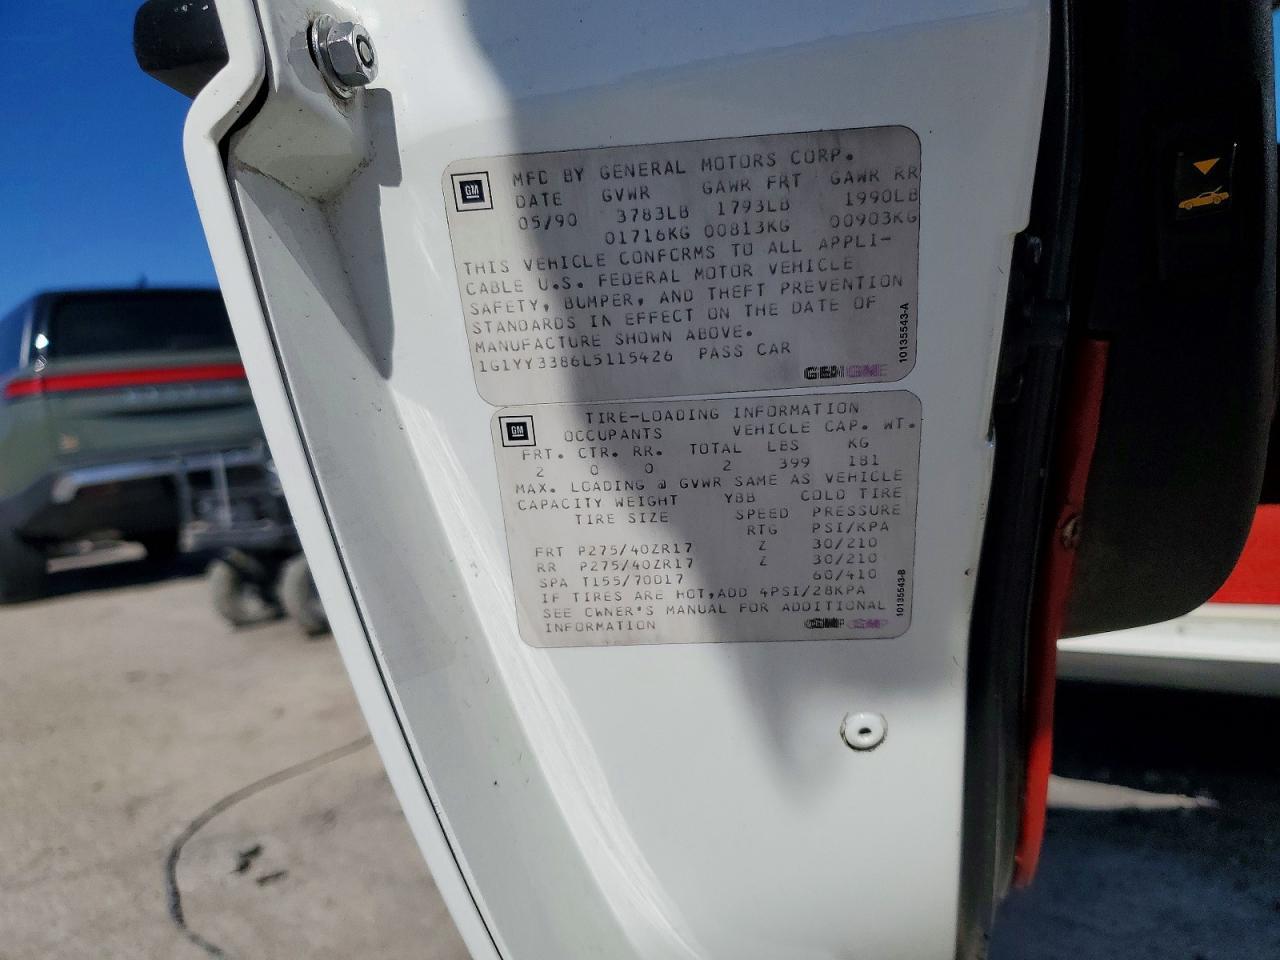 GM
MFD BY GENERAL MOTORS CORP.
DATE GVWR GAWR FRT GAWR RR
05/90 3783LB 1793LB 1990LB
01716KG 00813KG 00903KG
THIS VEHICLE CONFORMS TO ALL APPLI-
CABLE U.S. FEDERAL MOTOR VEHICLE
SAFETY, BUMPER, AND THEFT PREVENTION
STANDARDS IN EFFECT ON THE DATE OF
MANUFACTURE SHOWN ABOVE.
1G1YY3386L5115426 PASS CAR
10135543-A
GM
TIRE-LOADING INFORMATION
OCCUPANTS VEHICLE CAP. WT.
FRT. CTR. RR. TOTAL LBS KG
2 0 0 2 399 181
MAX. LOADING @ GVWR SAME AS VEHICLE
CAPACITY WEIGHT YBB COLD TIRE
TIRE SIZE SPEED PRESSURE
RTG PSI/KPA
FRT P275/40ZR17 Z 30/210
RR P275/40ZR17 Z 30/210
SPA T155/70D17 60/410
IF TIRES ARE HOT,ADD 4PSI/28KPA
SEE OWNER'S MANUAL FOR ADDITIONAL
INFORMATION
10135543-B